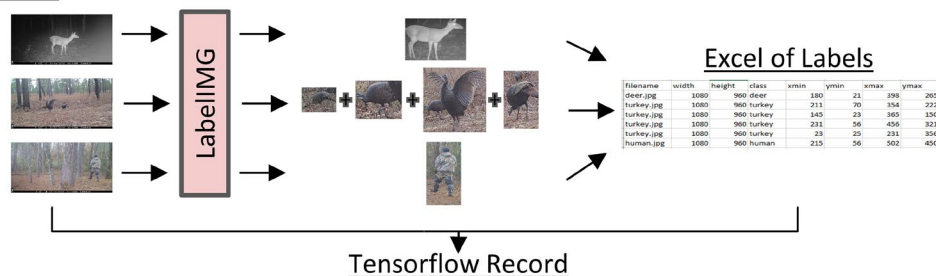 LabelIMG
Excel of Labels
filename width height class xmin ymin xmax ymax
deer.jpg 1080 960 deer 180 21 398 265
turkey.jpg 1080 960 turkey 211 70 354 222
turkey.jpg 1080 960 turkey 145 23 365 150
turkey.jpg 1080 960 turkey 231 56 456 321
turkey.jpg 1080 960 turkey 23 25 231 356
human.jpg 1080 960 human 215 56 502 450
Tensorflow Record